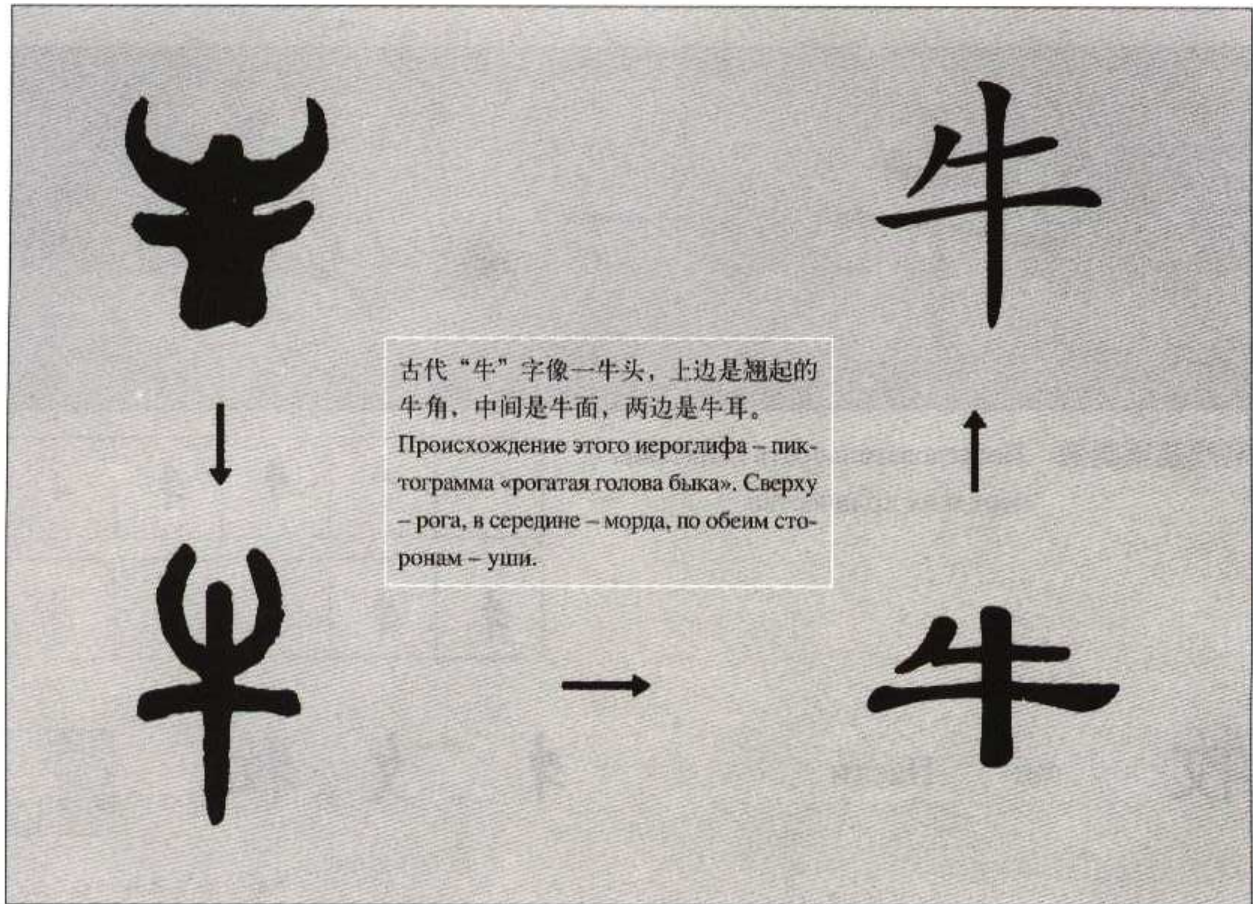 牛
古代“牛”字像一牛头，上边是翘起的
牛角，中间是牛面，两边是牛耳。
Происхождение этого иероглифа – пик-
тограмма «рогатая голова быка». Сверху
– рога, в середине – морда, по обеим сто-
ронам – уши.
牛